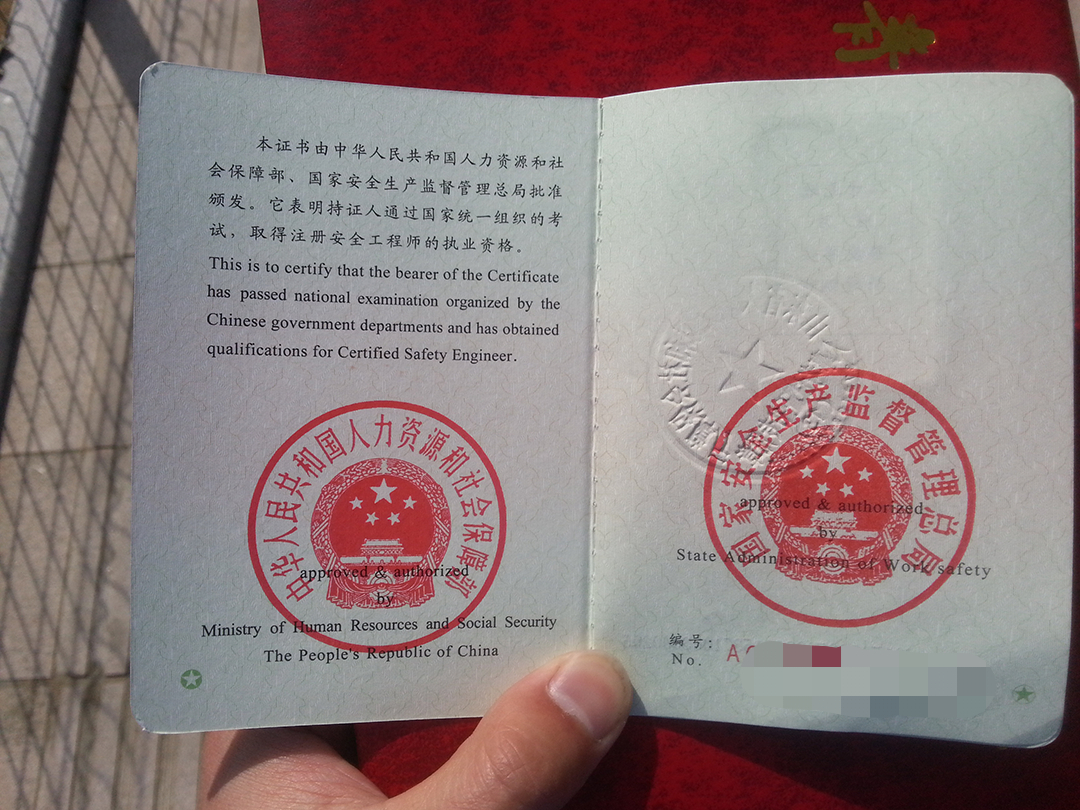 本证书由中华人民共和国人力资源和社
会保障部、国家安全生产监督管理总局批准
颁发。它表明持证人通过国家统一组织的考
试，取得注册安全工程师的执业资格。
This is to certify that the bearer of the Certificate
has passed national examination organized by the
Chinese government departments and has obtained
qualifications for Certified Safety Engineer.
中华人民共和国人力资源和社会保障部
approved & authorized
by
Ministry of Human Resources and Social Security
The People's Republic of China
国家安全生产监督管理总局
approved & authorized
by
State Administration of Work safety
编号：
No.